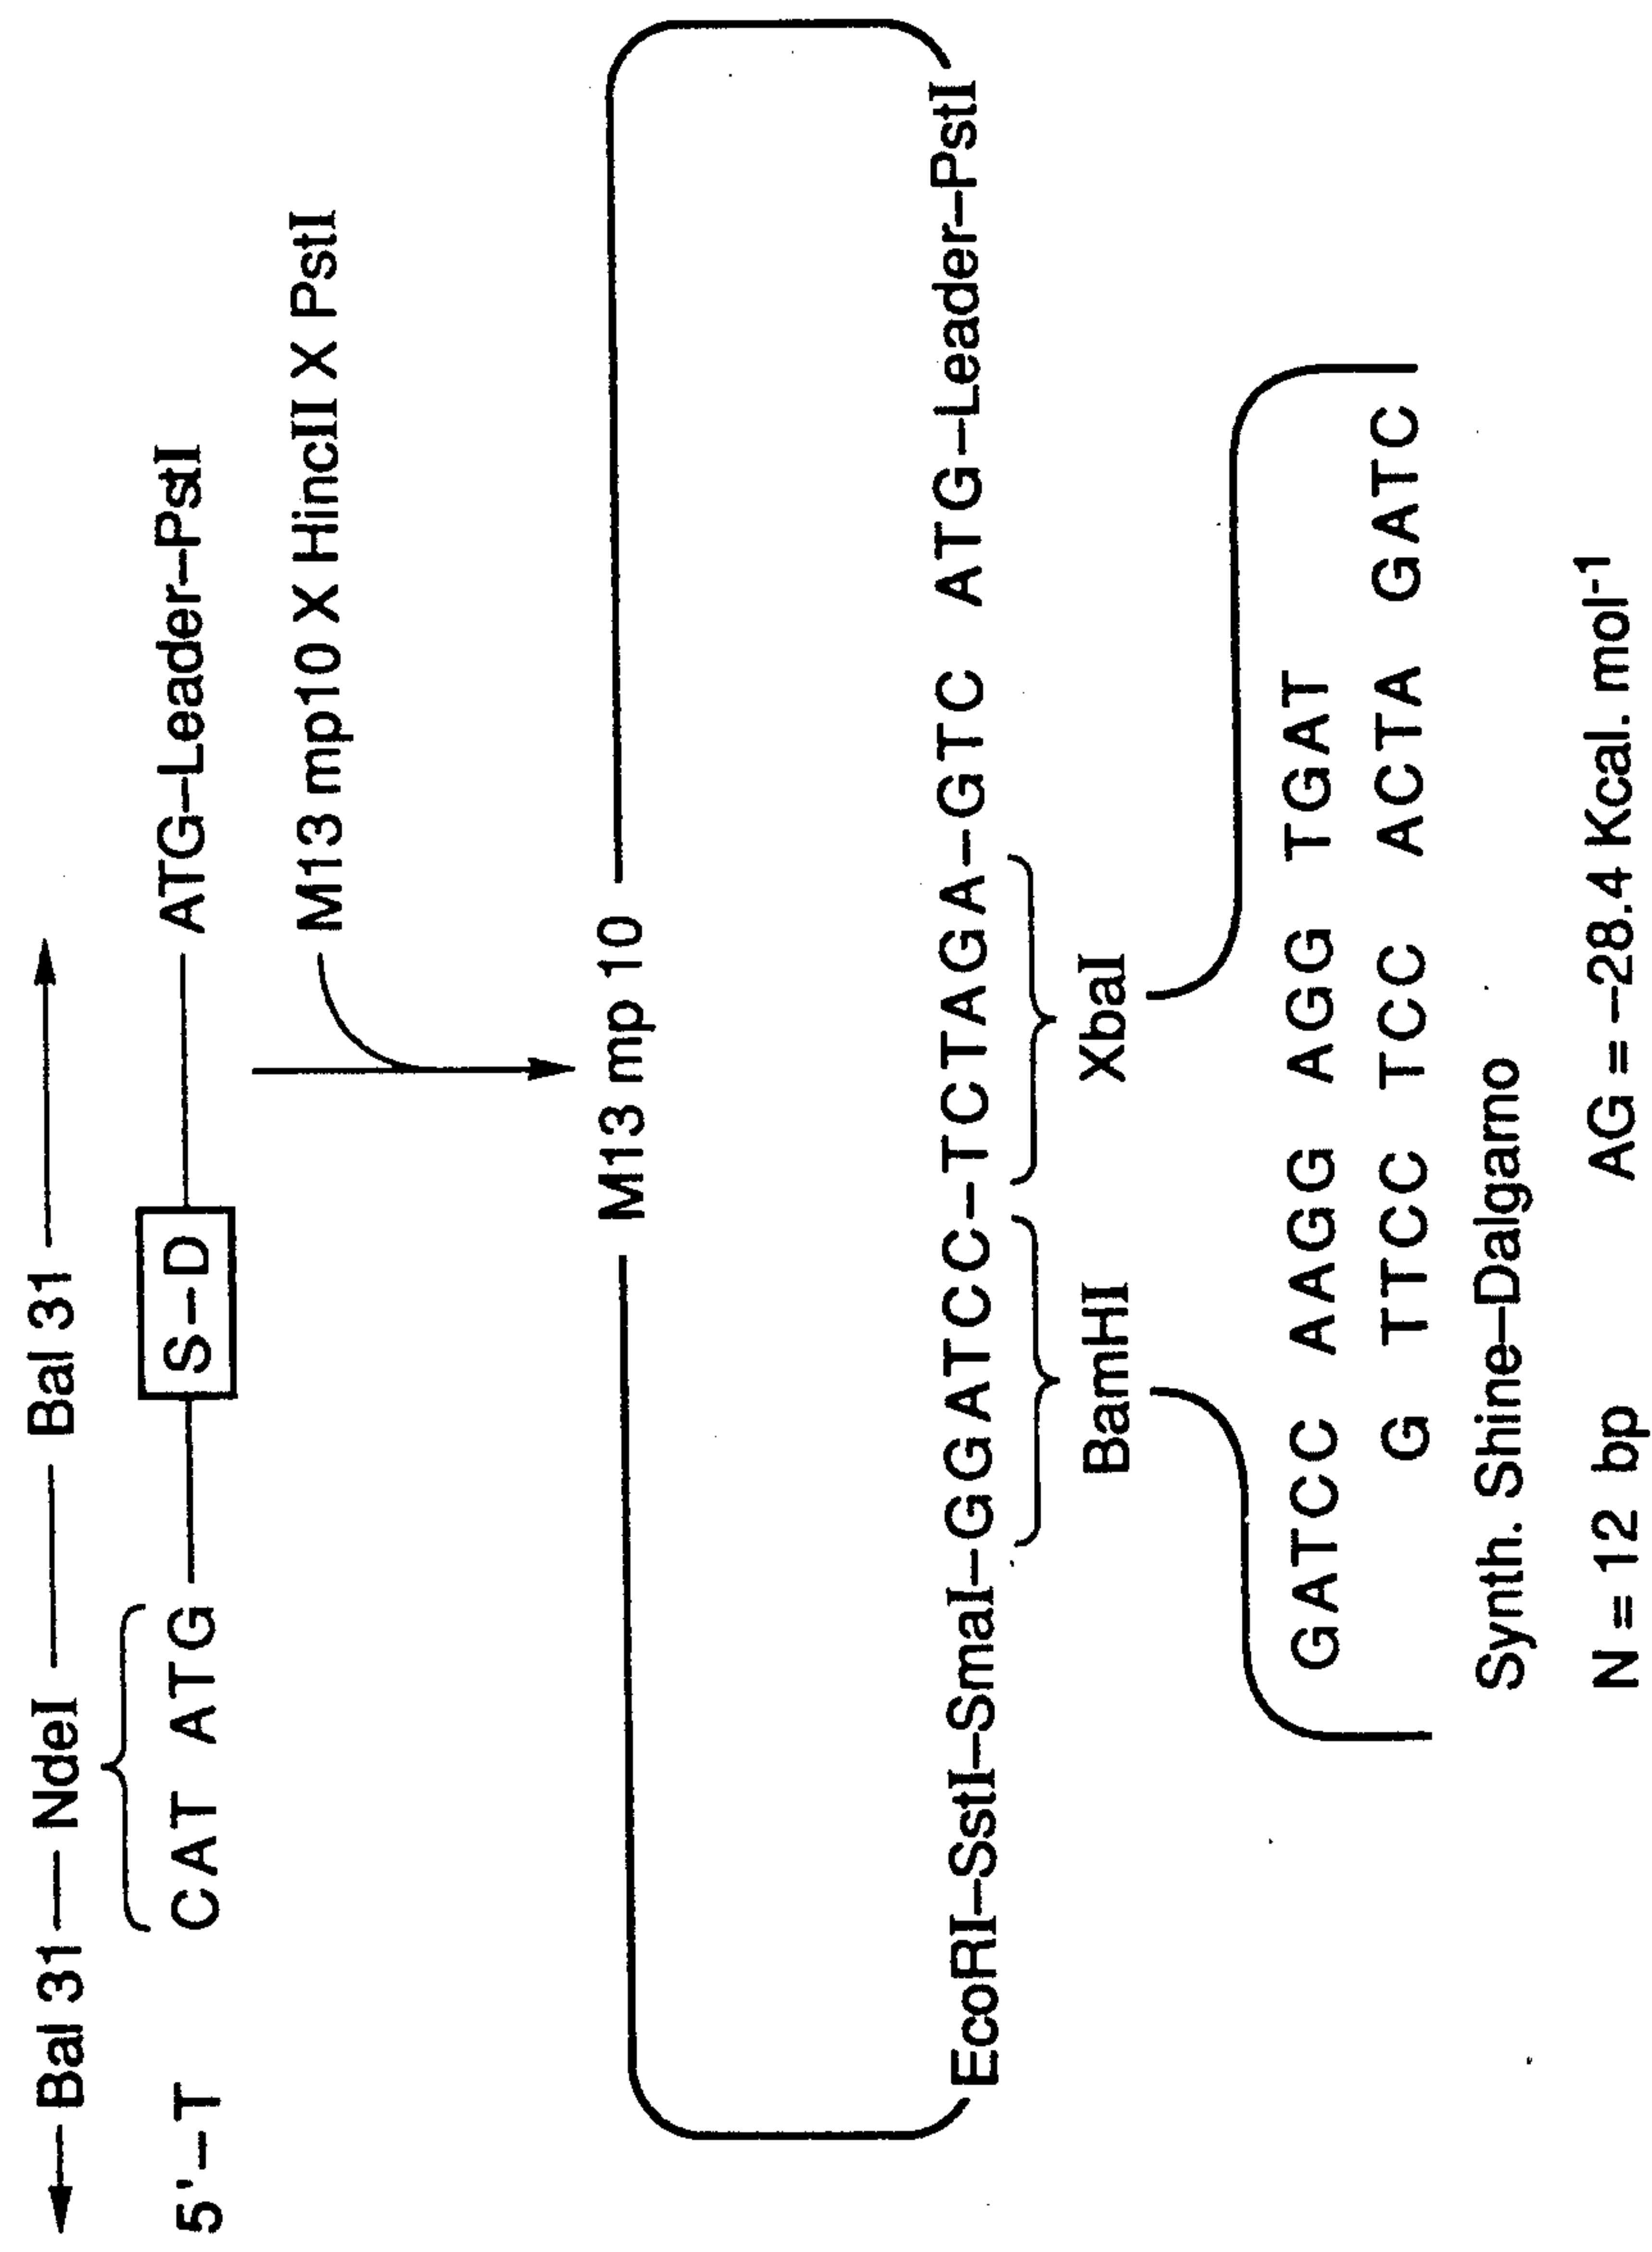 Bal 31 — NdeI — Bal 31
5'–T CAT ATG — S–D — ATG–Leader–PstI
M13 mp10 X HincII X PstI
M13 mp 10
EcoRI–SstI–SmaI–GGATCC–TCTAGA–GTC ATG–Leader–PstI
BamHI XbaI
GATCC AAGG AGG TGAT
G TTCC TCC ACTA GATC
Synth. Shine–Dalgarno
N = 12 bp AG = –28.4 Kcal. mol-1